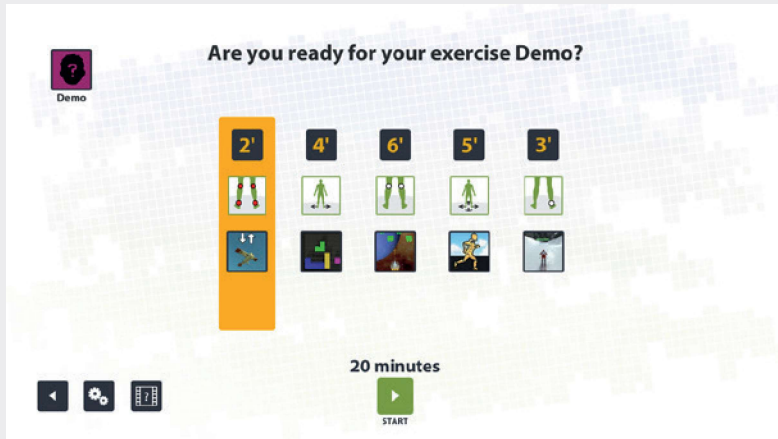 Are you ready for your exercise Demo?
?
Demo
2' 4' 6' 5' 3'
20 minutes
?
START